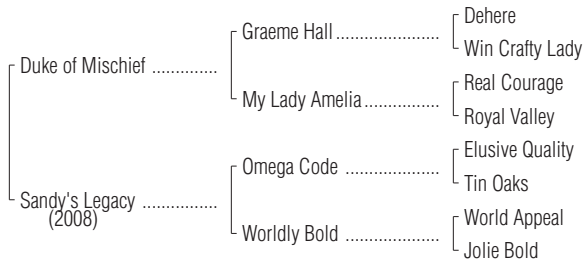 Dehere
Graeme Hall ..................
Win Crafty Lady
Duke of Mischief .............
Real Courage
My Lady Amelia .............
Royal Valley
Elusive Quality
Omega Code ..................
Tin Oaks
Sandy's Legacy ...............
(2008)
World Appeal
Worldly Bold ..................
Jolie Bold